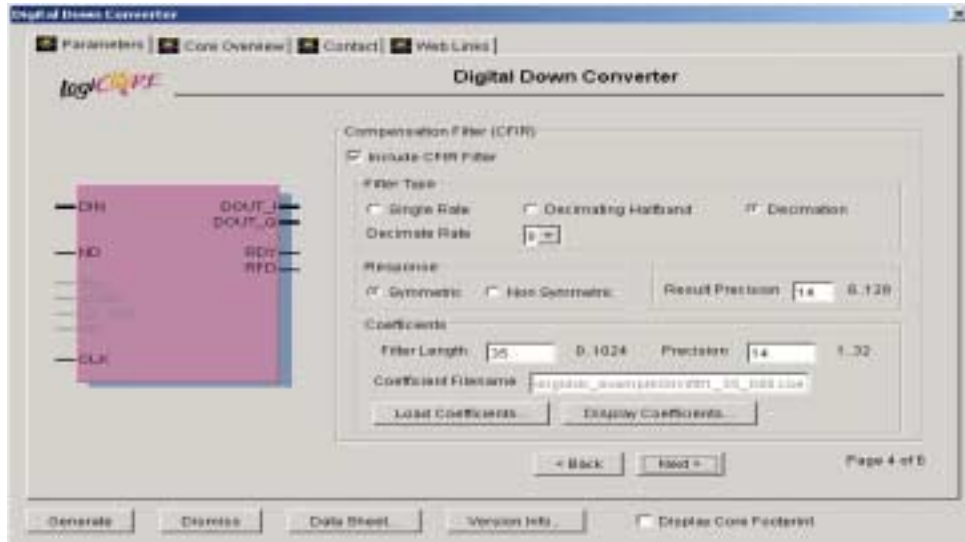 Digital Down Converter
Parameters
Core Overview
Contact
Web Links
logiCORE
Digital Down Converter
Compensation Filter (CFIR)
Include CFIR Filter
Filter Type
Single Rate
Decimating Halfband
Decimation
Decimate Rate
DIN
ND
CLK
DOUT_I
DOUT_Q
RDY
RFD
Response
Symmetric
Non Symmetric
Result Precision 14
Coefficients
Filter Length 35 0..1024 Precision 14 1..32
Coefficient Filename
Load Coefficients...
Display Coefficients...
< Back
Next >
Page 4 of 6
Generate
Dismiss
Data Sheet...
Version Info...
Display Core Footprint